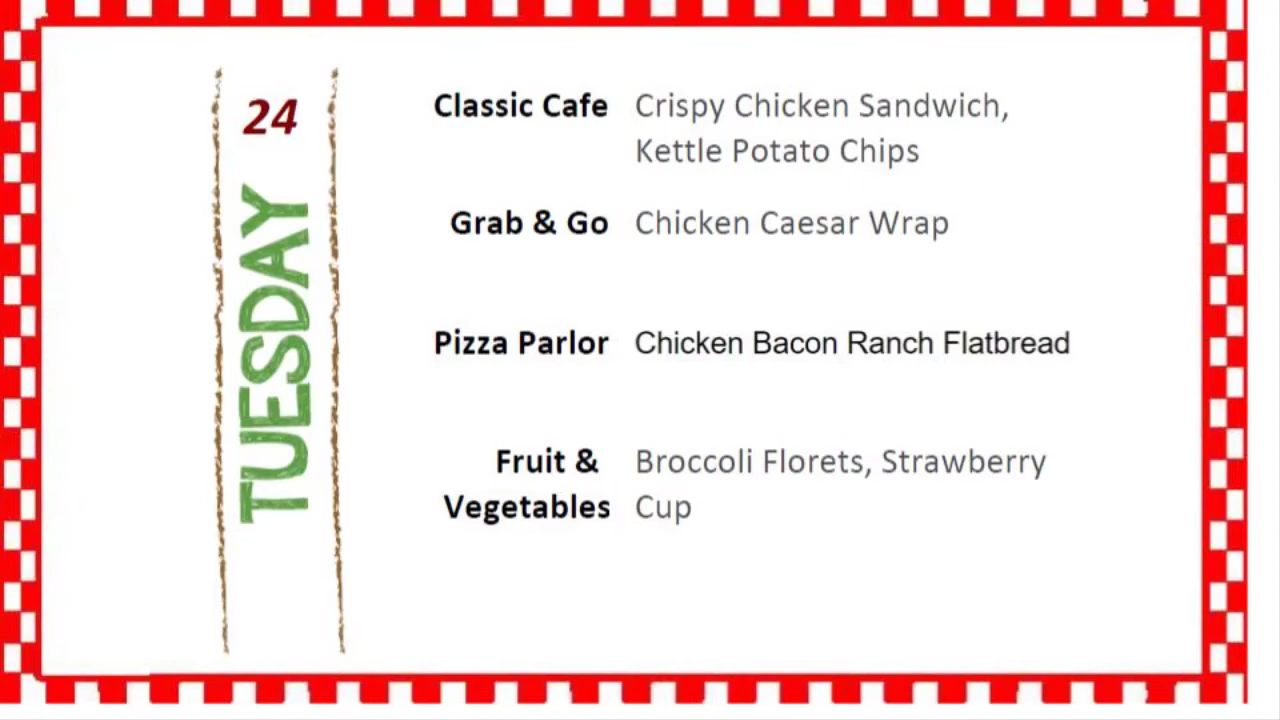 24
TUESDAY
Classic Cafe Crispy Chicken Sandwich,
Kettle Potato Chips
Grab & Go Chicken Caesar Wrap
Pizza Parlor Chicken Bacon Ranch Flatbread
Fruit & Broccoli Florets, Strawberry
Vegetables Cup